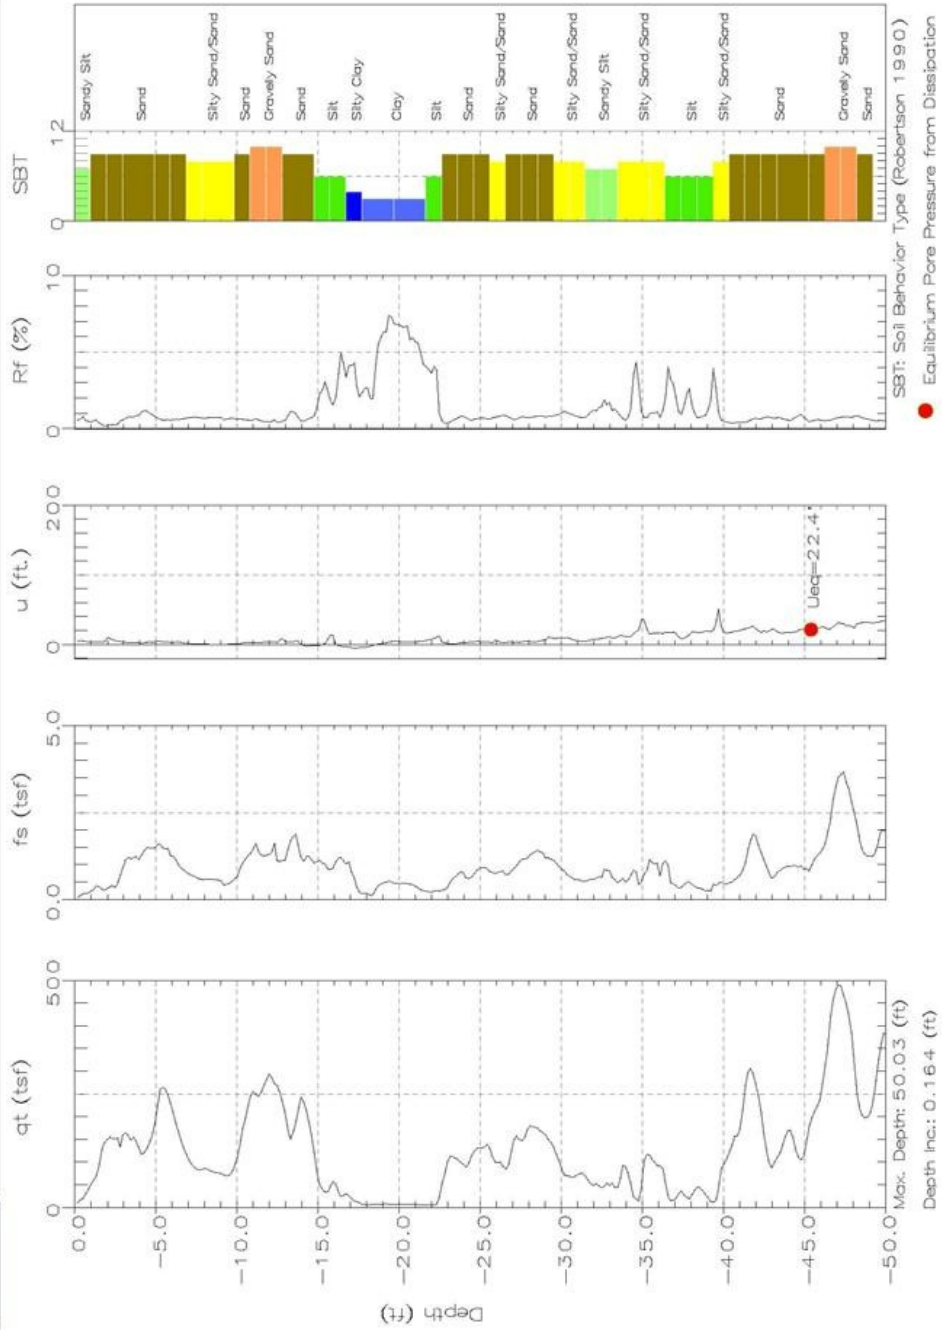 qt (tsf)
fs (tsf)
u (ft.)
Rf (%)
SBT
0
500
0.0
5.0
0
200
0
10
0
12
Depth (ft)
0.0
-5.0
-10.0
-15.0
-20.0
-25.0
-30.0
-35.0
-40.0
-45.0
-50.0
Ueq=22.4'
Sandy Silt
Sand
Silty Sand/Sand
Sand
Gravely Sand
Sand
Silt
Silty Clay
Clay
Silt
Sand
Silty Sand/Sand
Sand
Silty Sand/Sand
Sandy Silt
Silty Sand/Sand
Silt
Silty Sand/Sand
Sand
Gravely Sand
Sand
Max. Depth: 50.03 (ft)
SBT: Soil Behavior Type (Robertson 1990)
Depth Inc.: 0.164 (ft)
Equilibrium Pore Pressure from Dissipation